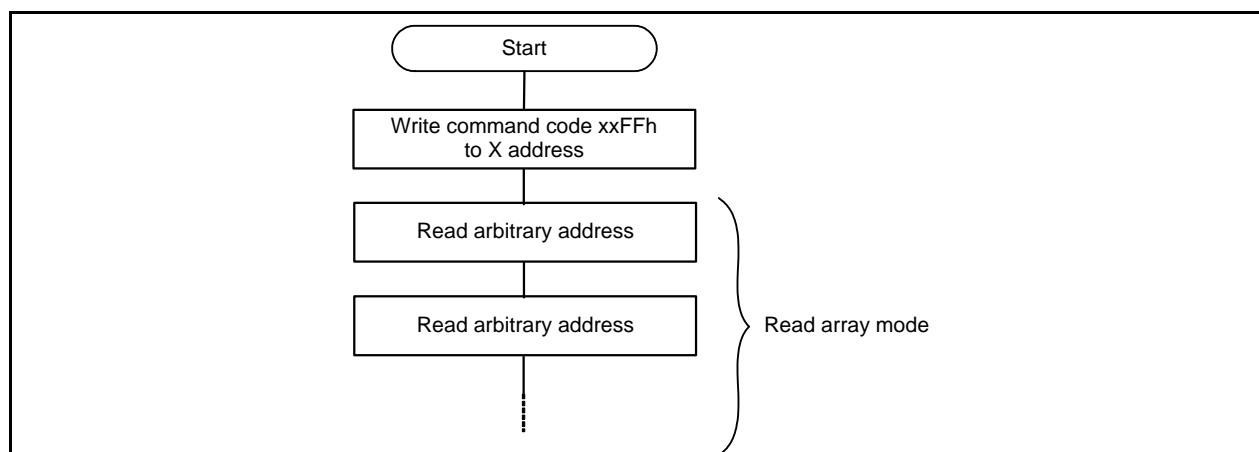 Start
Write command code xxFFh
to X address
Read arbitrary address
Read arbitrary address
Read array mode